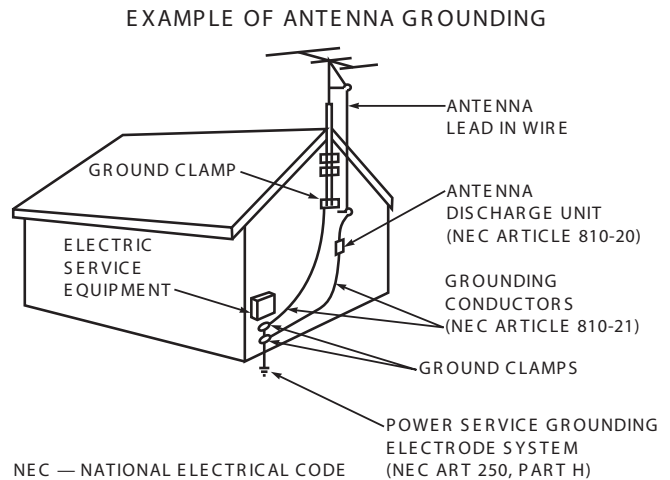 EXAMPLE OF ANTENNA GROUNDING
ANTENNA
LEAD IN WIRE
GROUND CLAMP
ANTENNA
DISCHARGE UNIT
(NEC ARTICLE 810-20)
ELECTRIC
SERVICE
EQUIPMENT
GROUNDING
CONDUCTORS
(NEC ARTICLE 810-21)
GROUND CLAMPS
POWER SERVICE GROUNDING
ELECTRODE SYSTEM
(NEC ART 250, PART H)
NEC — NATIONAL ELECTRICAL CODE